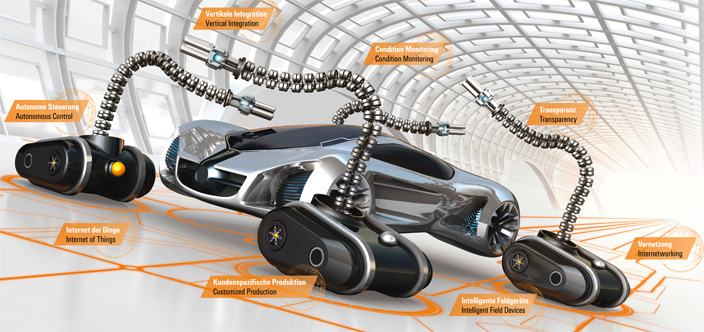 Vertikale Integration
Vertical Integration
Condition Monitoring
Condition Monitoring
Autonome Steuerung
Autonomous Control
Transparenz
Transparency
Internet der Dinge
Internet of Things
Vernetzung
Internetworking
Kundenspezifische Produktion
Customized Production
Intelligente Feldgeräte
Intelligent Field Devices